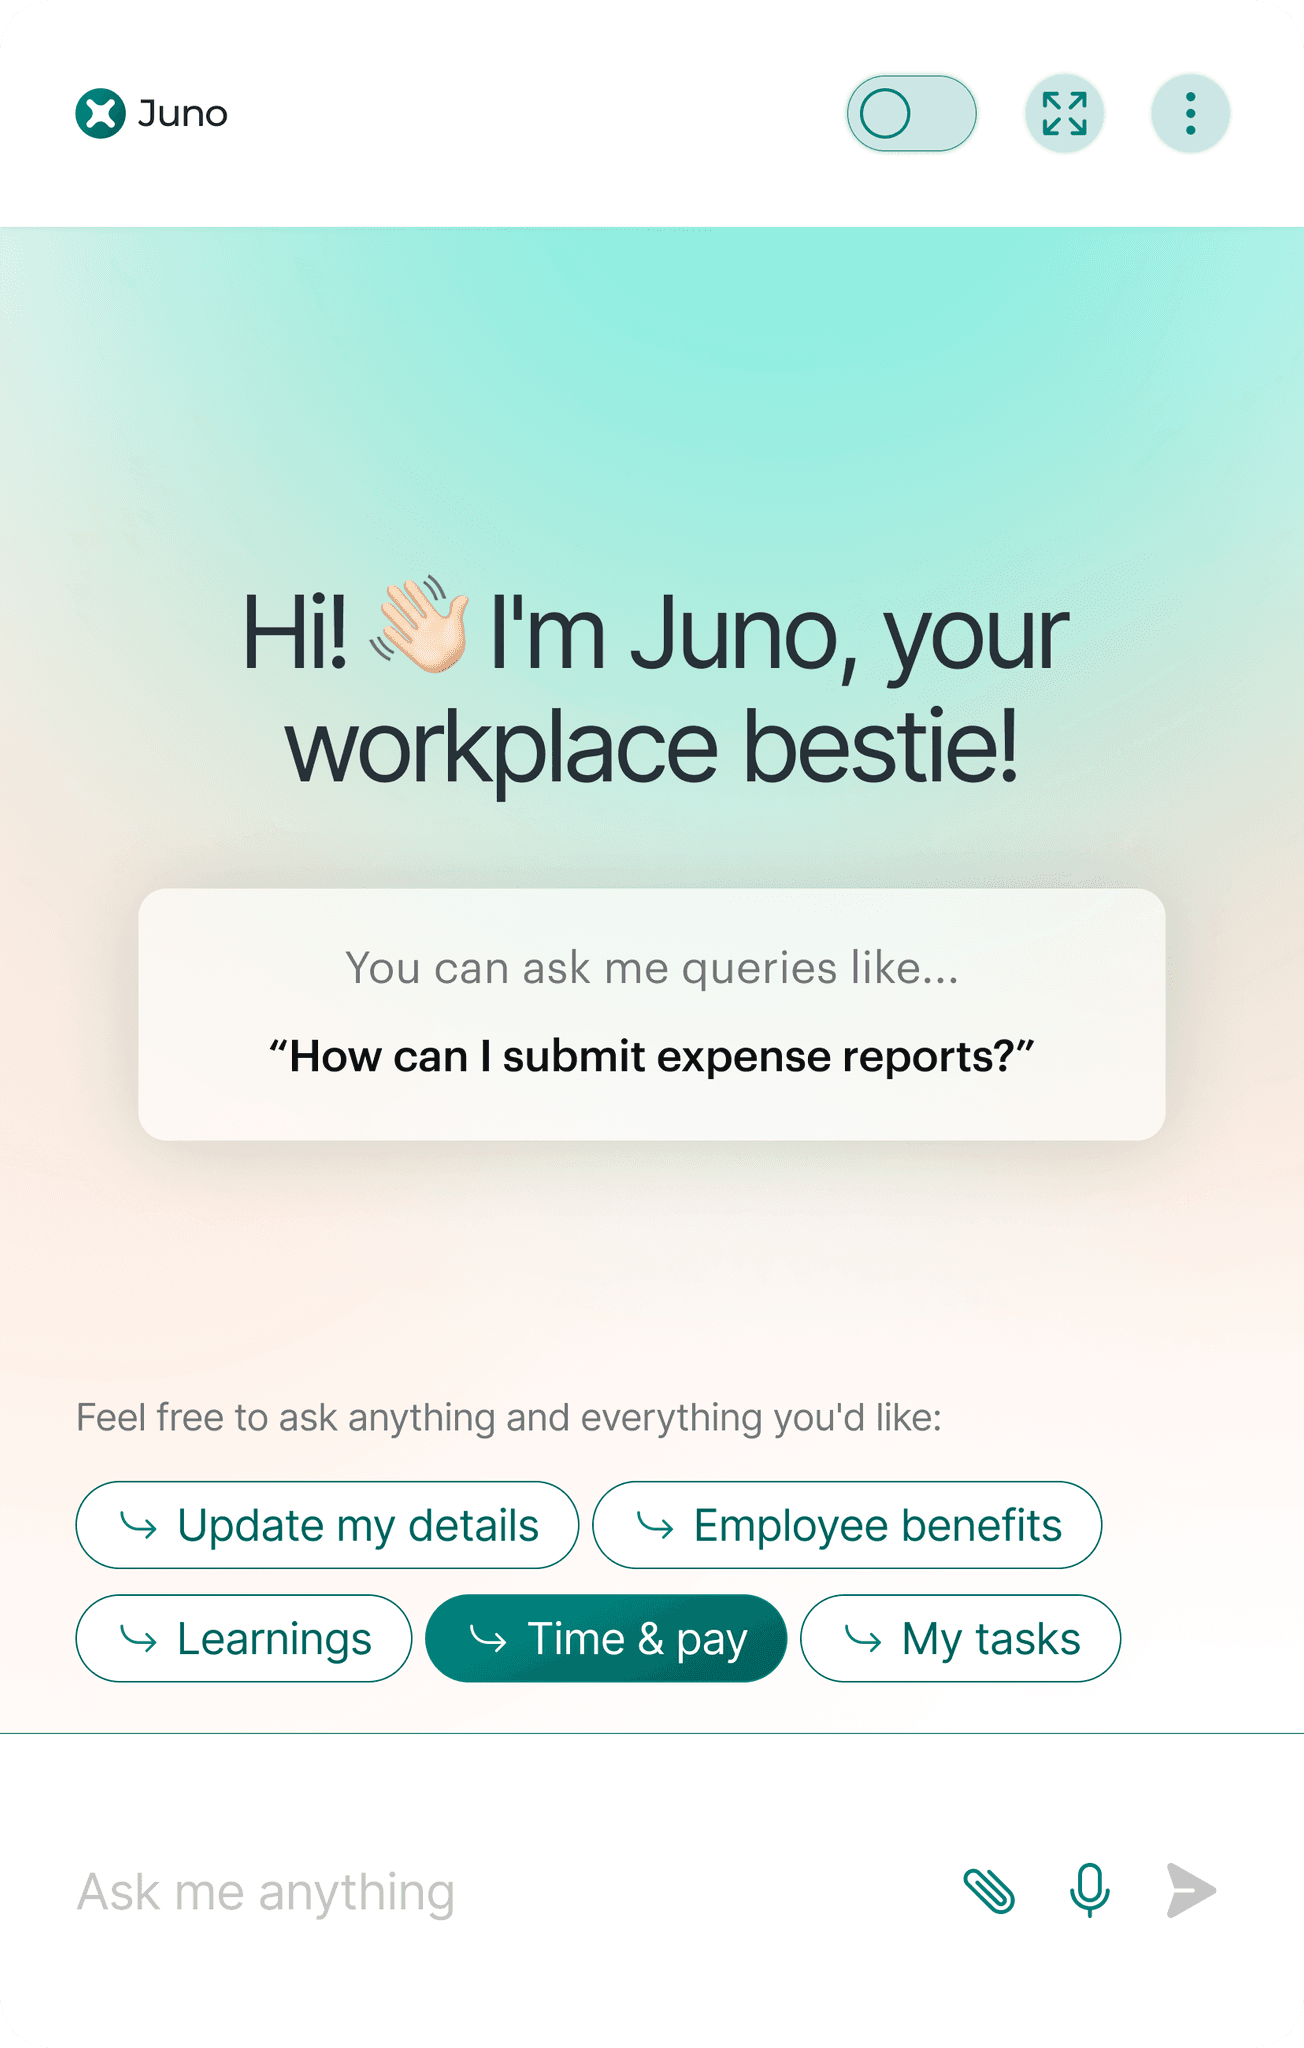 Juno
Hi! 👋🏻 I'm Juno, your
workplace bestie!
You can ask me queries like...
“How can I submit expense reports?”
Feel free to ask anything and everything you'd like:
Update my details
Employee benefits
Learnings
Time & pay
My tasks
Ask me anything